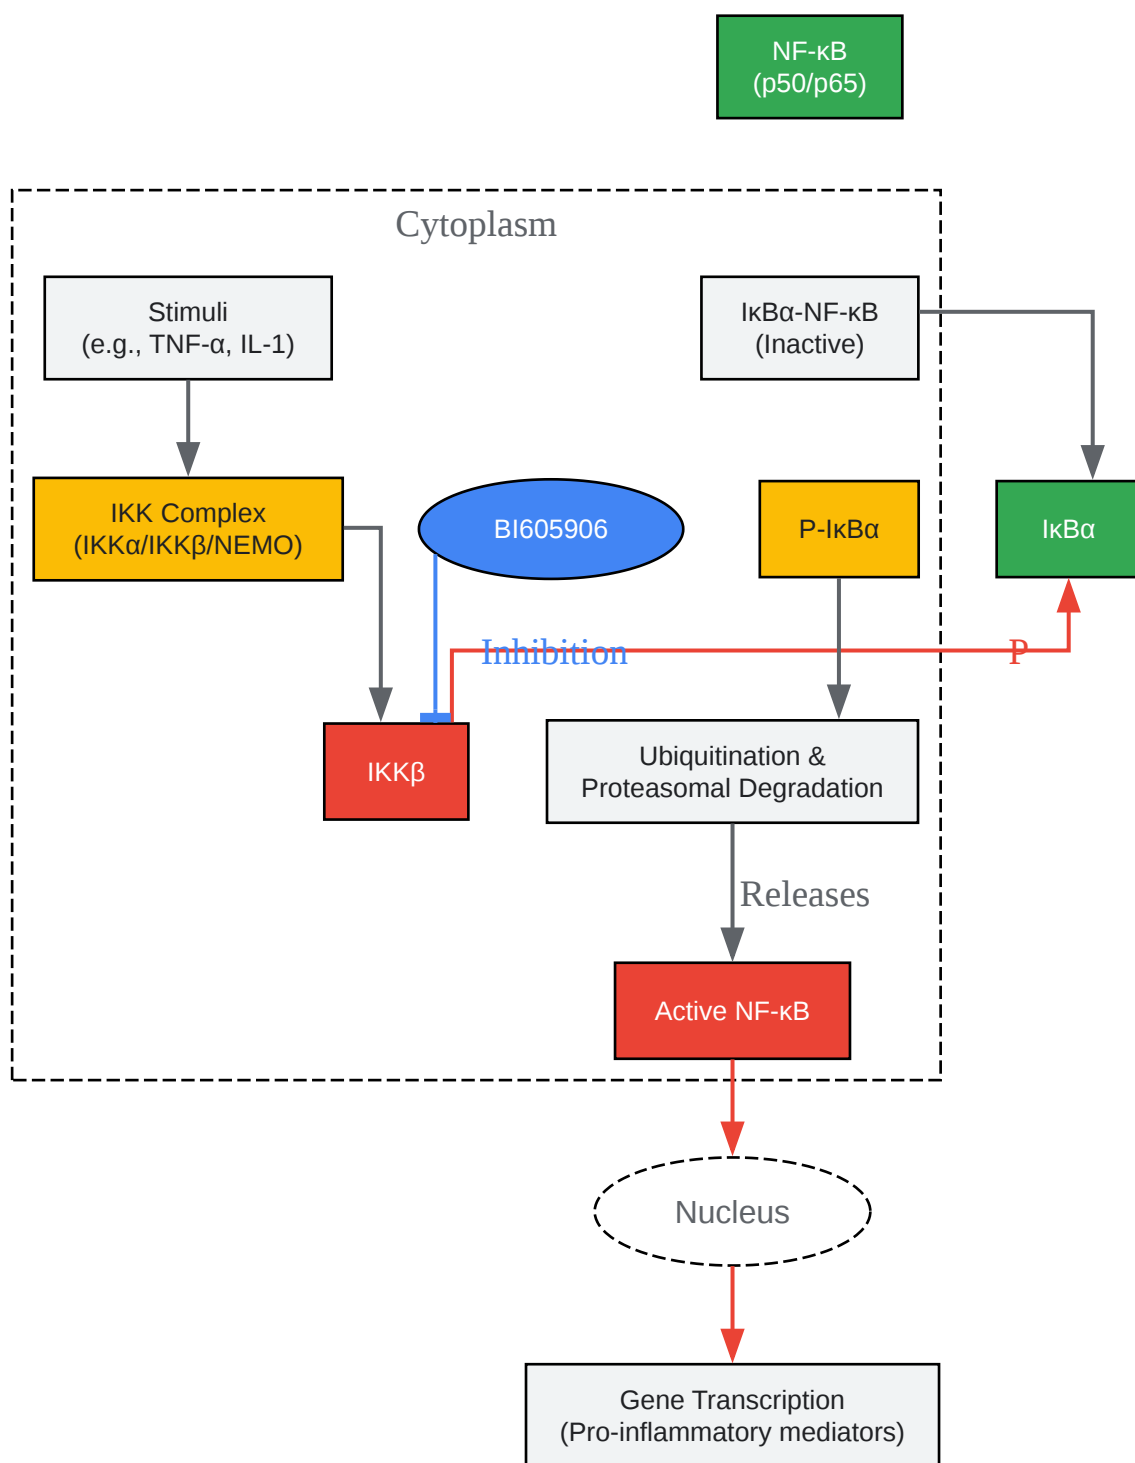 NF-κB
(p50/p65)
Cytoplasm
Stimuli
(e.g., TNF-α, IL-1)
IκBα-NF-κB
(Inactive)
IKK Complex
(IKKα/IKKβ/NEMO)
BI605906
P-IκBα
IκBα
Inhibition
P
IKKβ
Ubiquitination &
Proteasomal Degradation
Releases
Active NF-κB
Nucleus
Gene Transcription
(Pro-inflammatory mediators)